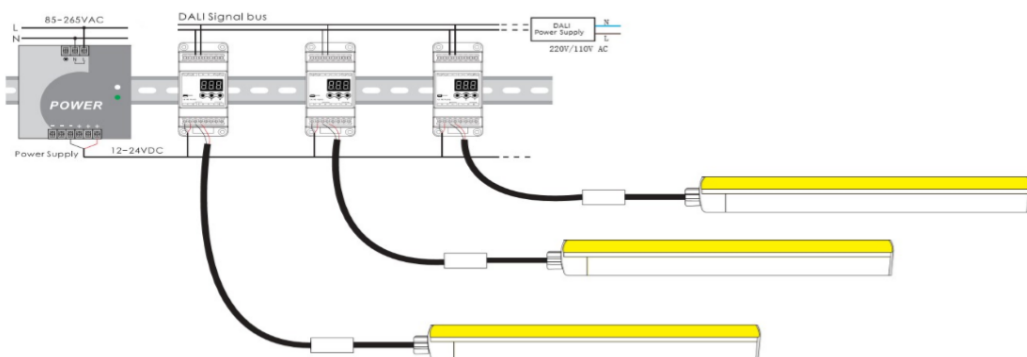 85-265VAC
L
N
DALI Signal bus
DALI
Power Supply
N
L
220V/110V AC
POWER
Power Supply
12-24VDC